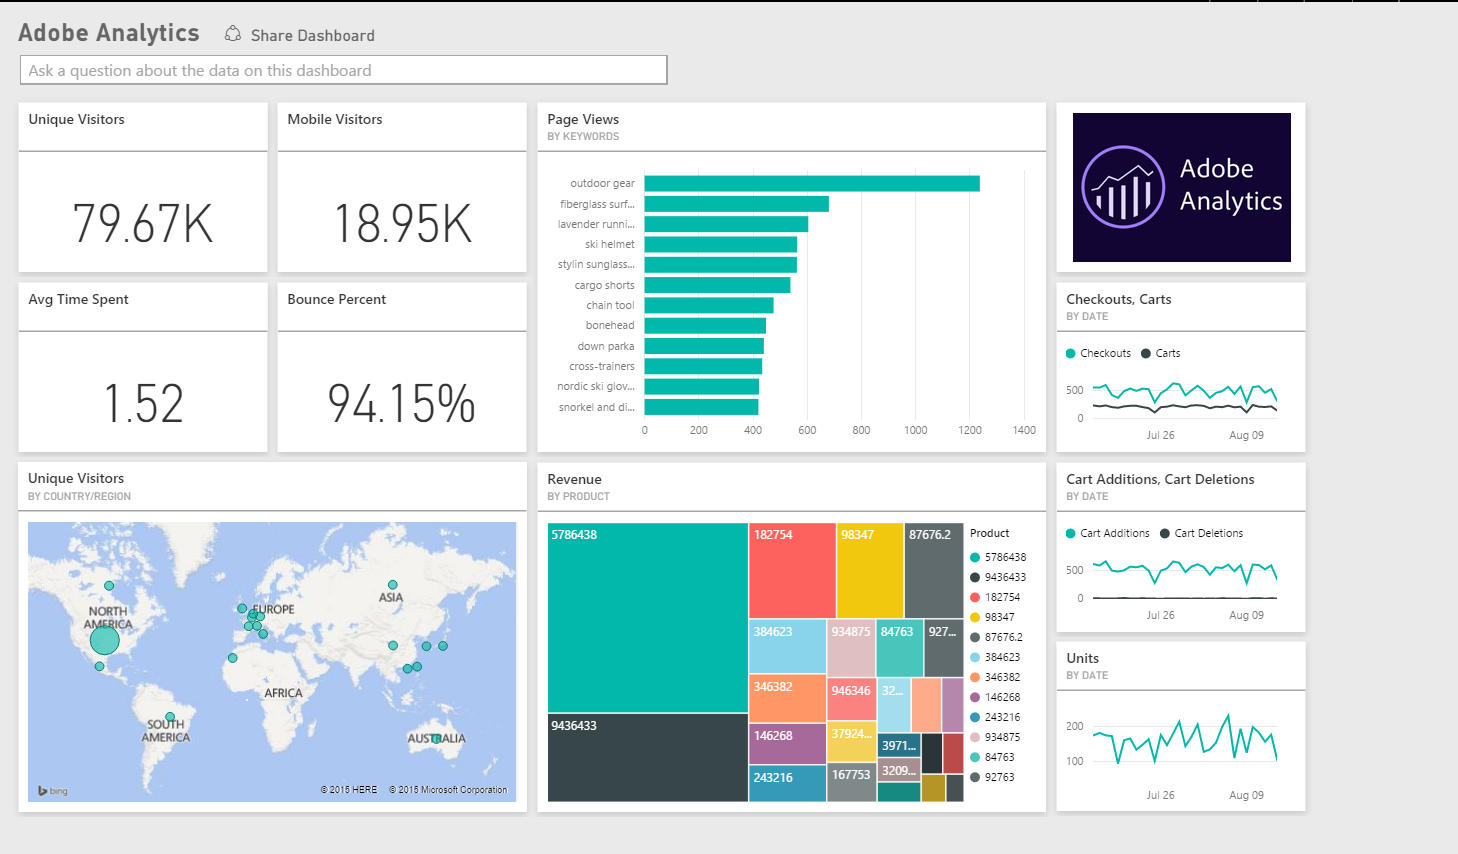 Adobe Analytics
Share Dashboard
Ask a question about the data on this dashboard
Unique Visitors
79.67K
Mobile Visitors
18.95K
Avg Time Spent
1.52
Bounce Percent
94.15%
Page Views
BY KEYWORDS
outdoor gear
fiberglass surf...
lavender runni...
ski helmet
stylin sunglass...
cargo shorts
chain tool
bonehead
down parka
cross-trainers
nordic ski glov...
snorkel and di...
0 200 400 600 800 1000 1200 1400
Adobe
Analytics
Checkouts, Carts
BY DATE
Checkouts Carts
500
0
Jul 26 Aug 09
Unique Visitors
BY COUNTRY/REGION
NORTH
AMERICA
EUROPE
ASIA
AFRICA
SOUTH
AMERICA
AUSTRALIA
bing
© 2015 HERE © 2015 Microsoft Corporation
Revenue
BY PRODUCT
5786438
9436433
182754
98347
87676.2
384623
934875
84763
927...
346382
946346
32...
146268
37924...
3971...
243216
167753
3209...
Product
5786438
9436433
182754
98347
87676.2
384623
346382
146268
243216
934875
84763
92763
Cart Additions, Cart Deletions
BY DATE
Cart Additions Cart Deletions
500
0
Jul 26 Aug 09
Units
BY DATE
200
100
Jul 26 Aug 09